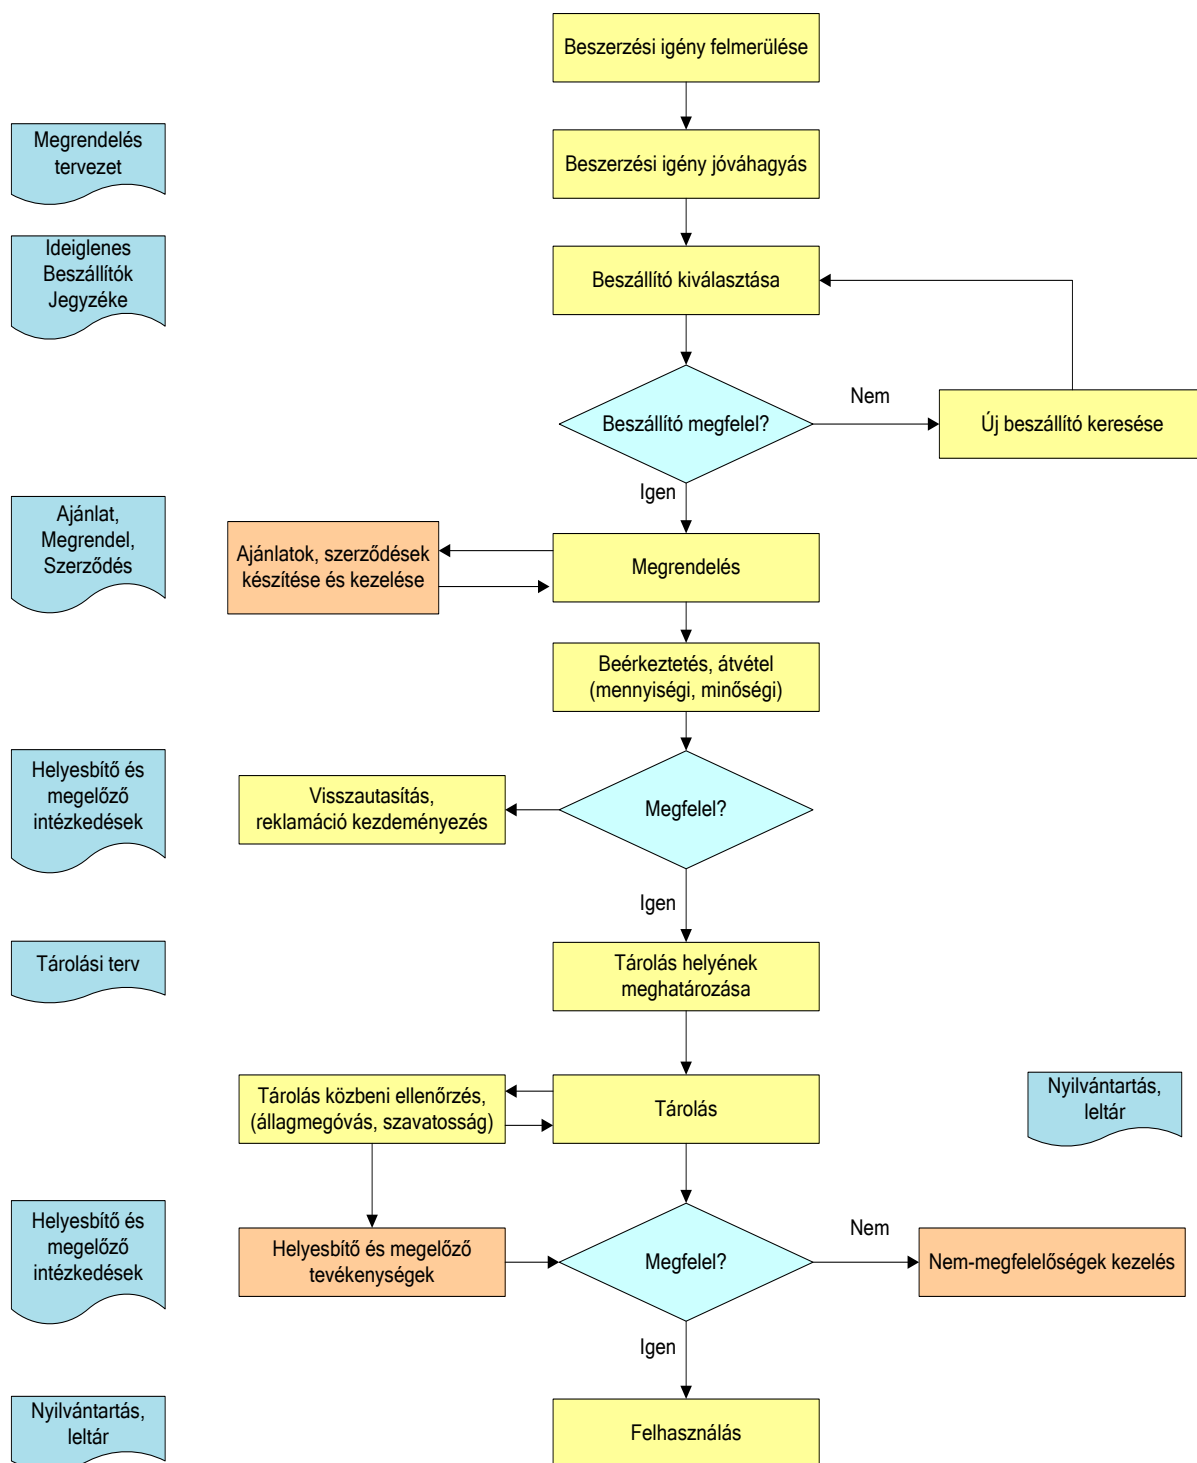 Beszerzési igény felmerülése
Megrendelés
tervezet
Beszerzési igény jóváhagyás
Ideiglenes
Beszállítók
Jegyzéke
Beszállító kiválasztása
Beszállító megfelel?
Nem
Új beszállító keresése
Igen
Ajánlat,
Megrendel,
Szerződés
Ajánlatok, szerződések
készítése és kezelése
Megrendelés
Beérkeztetés, átvétel
(mennyiségi, minőségi)
Helyesbítő és
megelőző
intézkedések
Visszautasítás,
reklamáció kezdeményezés
Megfelel?
Igen
Tárolási terv
Tárolás helyének
meghatározása
Tárolás közbeni ellenőrzés,
(állagmegóvás, szavatosság)
Tárolás
Nyilvántartás,
leltár
Helyesbítő és
megelőző
intézkedések
Helyesbítő és megelőző
tevékenységek
Megfelel?
Nem
Nem-megfelelőségek kezelés
Igen
Nyilvántartás,
leltár
Felhasználás